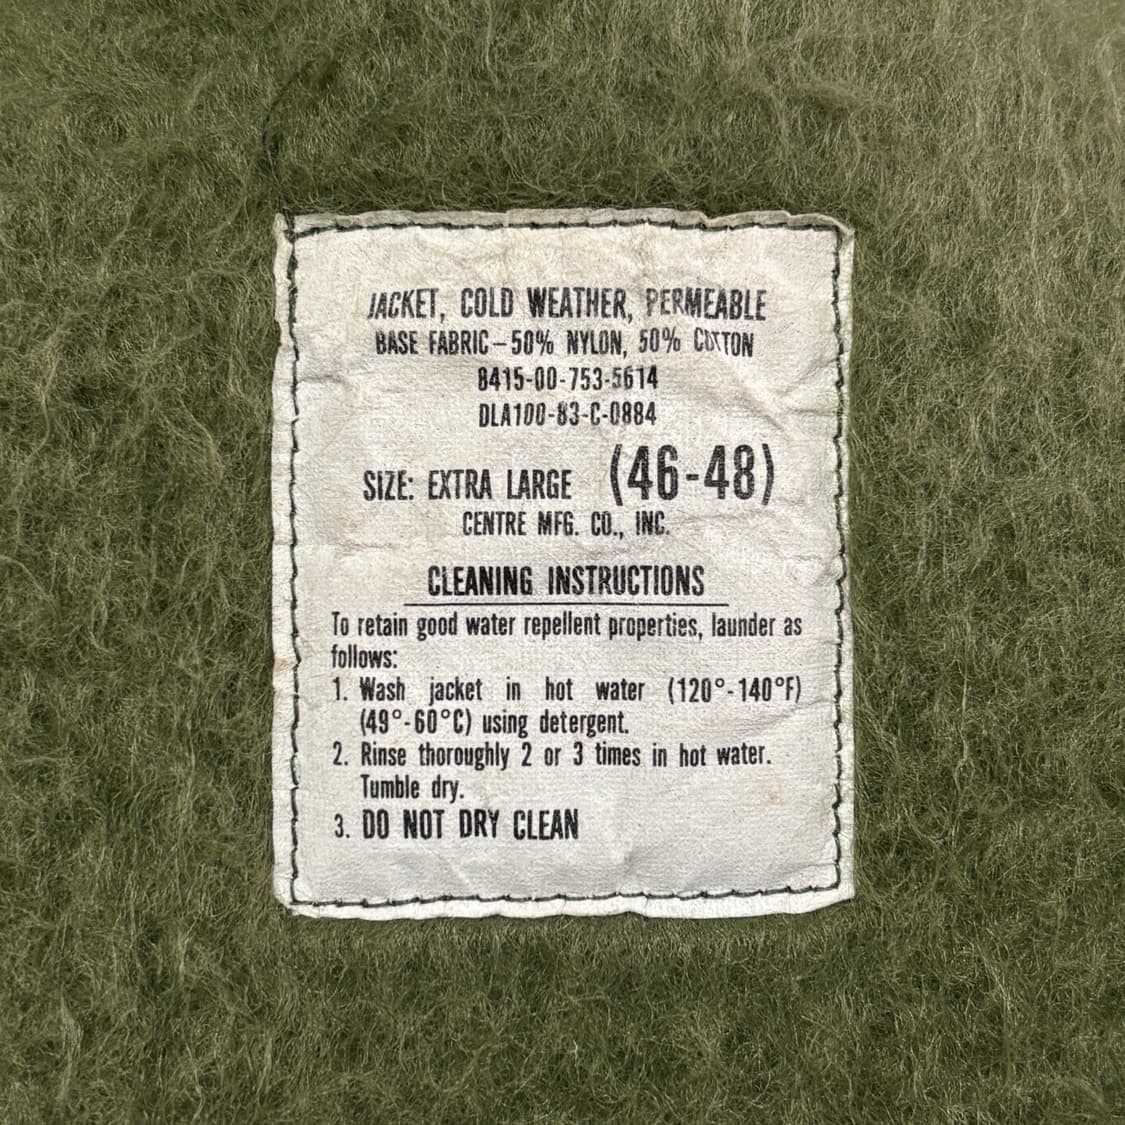 JACKET, COLD WEATHER, PERMEABLE
BASE FABRIC – 50% NYLON, 50% COTTON
8415-00-753-5614
DLA100-83-C-0884
SIZE: EXTRA LARGE (46-48)
CENTRE MFG. CO., INC.
CLEANING INSTRUCTIONS
To retain good water repellent properties, launder as
follows:
1. Wash jacket in hot water (120°-140°F)
(49°-60°C) using detergent.
2. Rinse thoroughly 2 or 3 times in hot water.
Tumble dry.
3. DO NOT DRY CLEAN